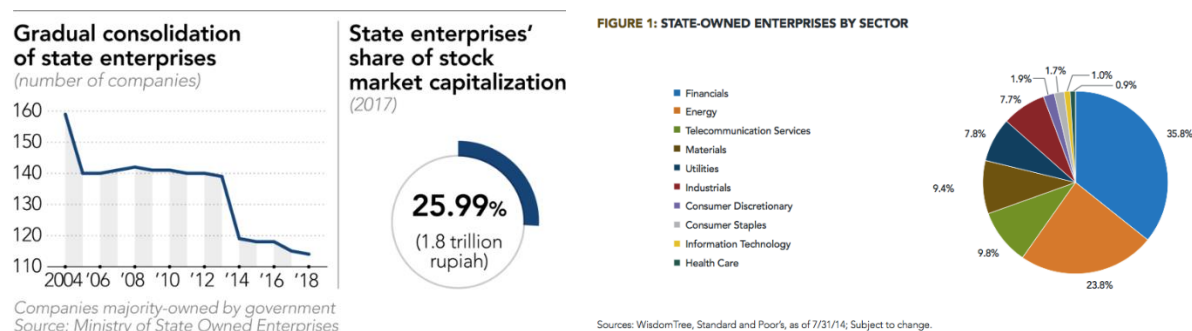 Gradual consolidation
of state enterprises
(number of companies)
160
150
140
130
120
110
2004 '06 '08 '10 '12 '14 '16 '18
Companies majority-owned by government
Source: Ministry of State Owned Enterprises
State enterprises'
share of stock
market capitalization
(2017)
25.99%
(1.8 trillion
rupiah)
FIGURE 1: STATE-OWNED ENTERPRISES BY SECTOR
Financials
Energy
Telecommunication Services
Materials
Utilities
Industrials
Consumer Discretionary
Consumer Staples
Information Technology
Health Care
1.7%
1.0%
1.9%
0.9%
7.7%
35.8%
7.8%
9.4%
9.8%
23.8%
Sources: WisdomTree, Standard and Poor's, as of 7/31/14; Subject to change.